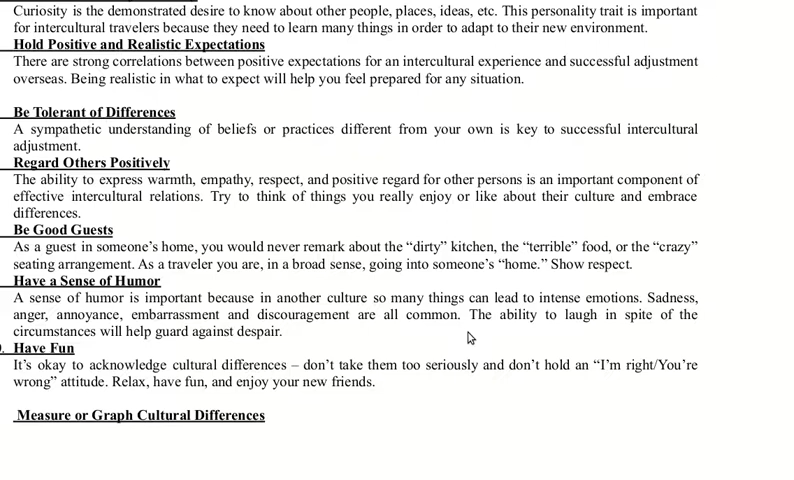 Curiosity is the demonstrated desire to know about other people, places, ideas, etc. This personality trait is important
for intercultural travelers because they need to learn many things in order to adapt to their new environment.
Hold Positive and Realistic Expectations
There are strong correlations between positive expectations for an intercultural experience and successful adjustment
overseas. Being realistic in what to expect will help you feel prepared for any situation.
Be Tolerant of Differences
A sympathetic understanding of beliefs or practices different from your own is key to successful intercultural
adjustment.
Regard Others Positively
The ability to express warmth, empathy, respect, and positive regard for other persons is an important component of
effective intercultural relations. Try to think of things you really enjoy or like about their culture and embrace
differences.
Be Good Guests
As a guest in someone’s home, you would never remark about the “dirty” kitchen, the “terrible” food, or the “crazy”
seating arrangement. As a traveler you are, in a broad sense, going into someone’s “home.” Show respect.
Have a Sense of Humor
A sense of humor is important because in another culture so many things can lead to intense emotions. Sadness,
anger, annoyance, embarrassment and discouragement are all common. The ability to laugh in spite of the
circumstances will help guard against despair.
Have Fun
It’s okay to acknowledge cultural differences – don’t take them too seriously and don’t hold an “I’m right/You’re
wrong” attitude. Relax, have fun, and enjoy your new friends.
Measure or Graph Cultural Differences